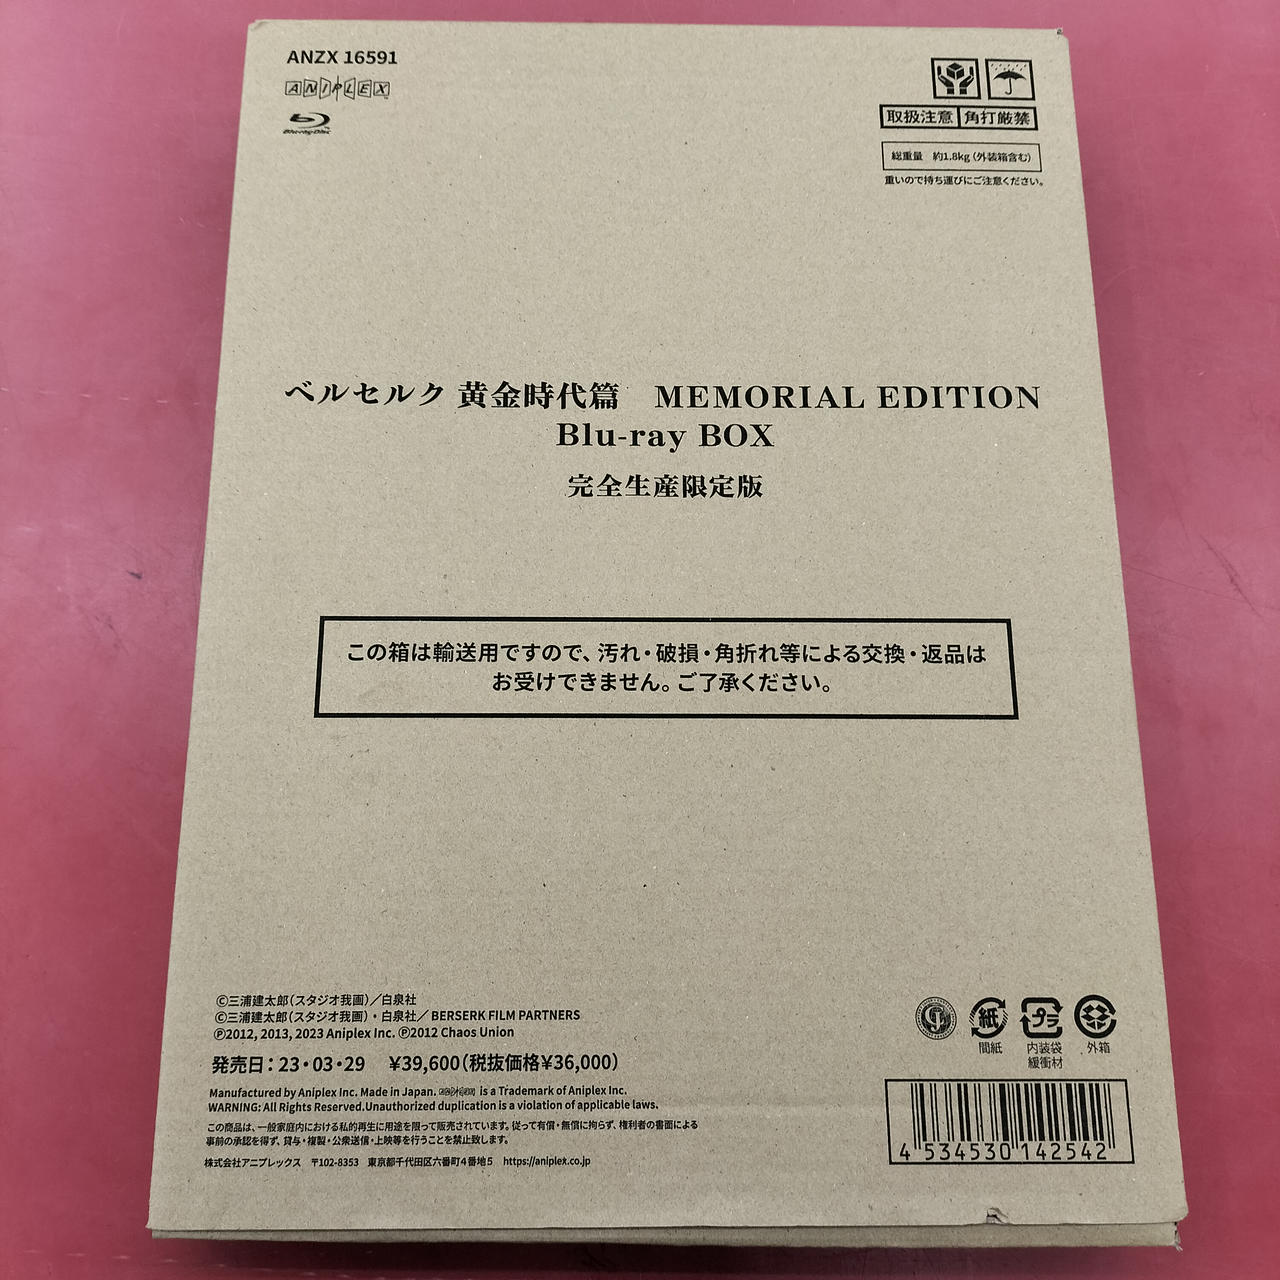 ANZX 16591
ANIPLEX
Blu-ray Disc
取扱注意 角打厳禁
総重量 約1.8kg（外装箱含む）
重いので持ち運びにご注意ください。
ベルセルク 黄金時代篇 MEMORIAL EDITION
Blu-ray BOX
完全生産限定版
この箱は輸送用ですので、汚れ・破損・角折れ等による交換・返品は
お受けできません。ご了承ください。
©三浦建太郎（スタジオ我画）／白泉社
©三浦建太郎（スタジオ我画）・白泉社／BERSERK FILM PARTNERS
℗2012, 2013, 2023 Aniplex Inc. ℗2012 Chaos Union
発売日：23・03・29 ¥39,600（税抜価格¥36,000）
Manufactured by Aniplex Inc. Made in Japan. ANIPLEX is a Trademark of Aniplex Inc.
WARNING: All Rights Reserved.Unauthorized duplication is a violation of applicable laws.
この商品は、一般家庭内における私的再生に用途を限って販売されています。従って有償・無償に拘らず、権利者の書面による
事前の承認を得ず、貸与・複製・公衆送信・上映等を行うことを禁止致します。
株式会社アニプレックス 〒102-8353 東京都千代田区六番町4番地5 https://aniplex.co.jp
紙
間紙
プラ
内装袋
緩衝材
外箱
4 534530 142542